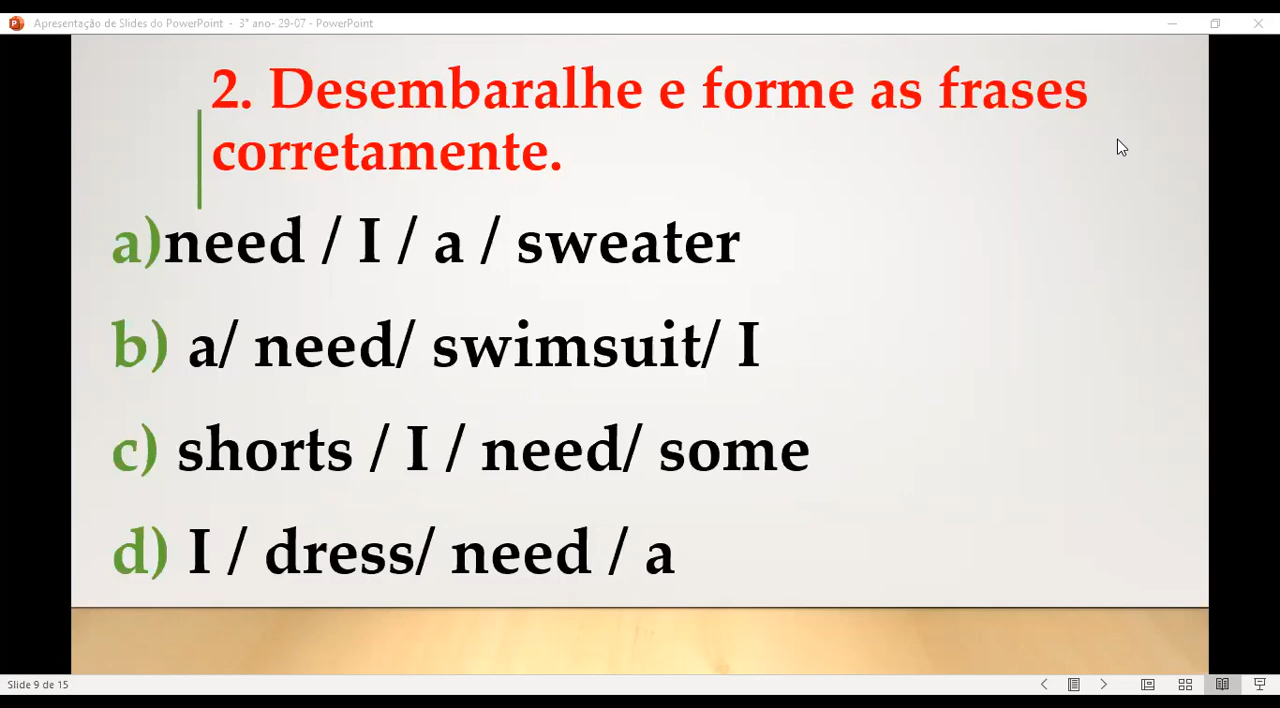 Apresentação de Slides do PowerPoint - 3° ano- 29-07 - PowerPoint
2. Desembaralhe e forme as frases
corretamente.
a)need / I / a / sweater
b) a/ need/ swimsuit/ I
c) shorts / I / need/ some
d) I / dress/ need / a
Slide 9 de 15